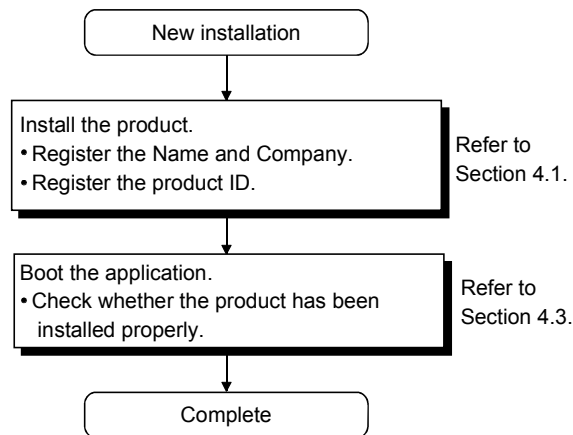 New installation
Install the product.
• Register the Name and Company.
• Register the product ID.
Refer to
Section 4.1.
Boot the application.
• Check whether the product has been
installed properly.
Refer to
Section 4.3.
Complete